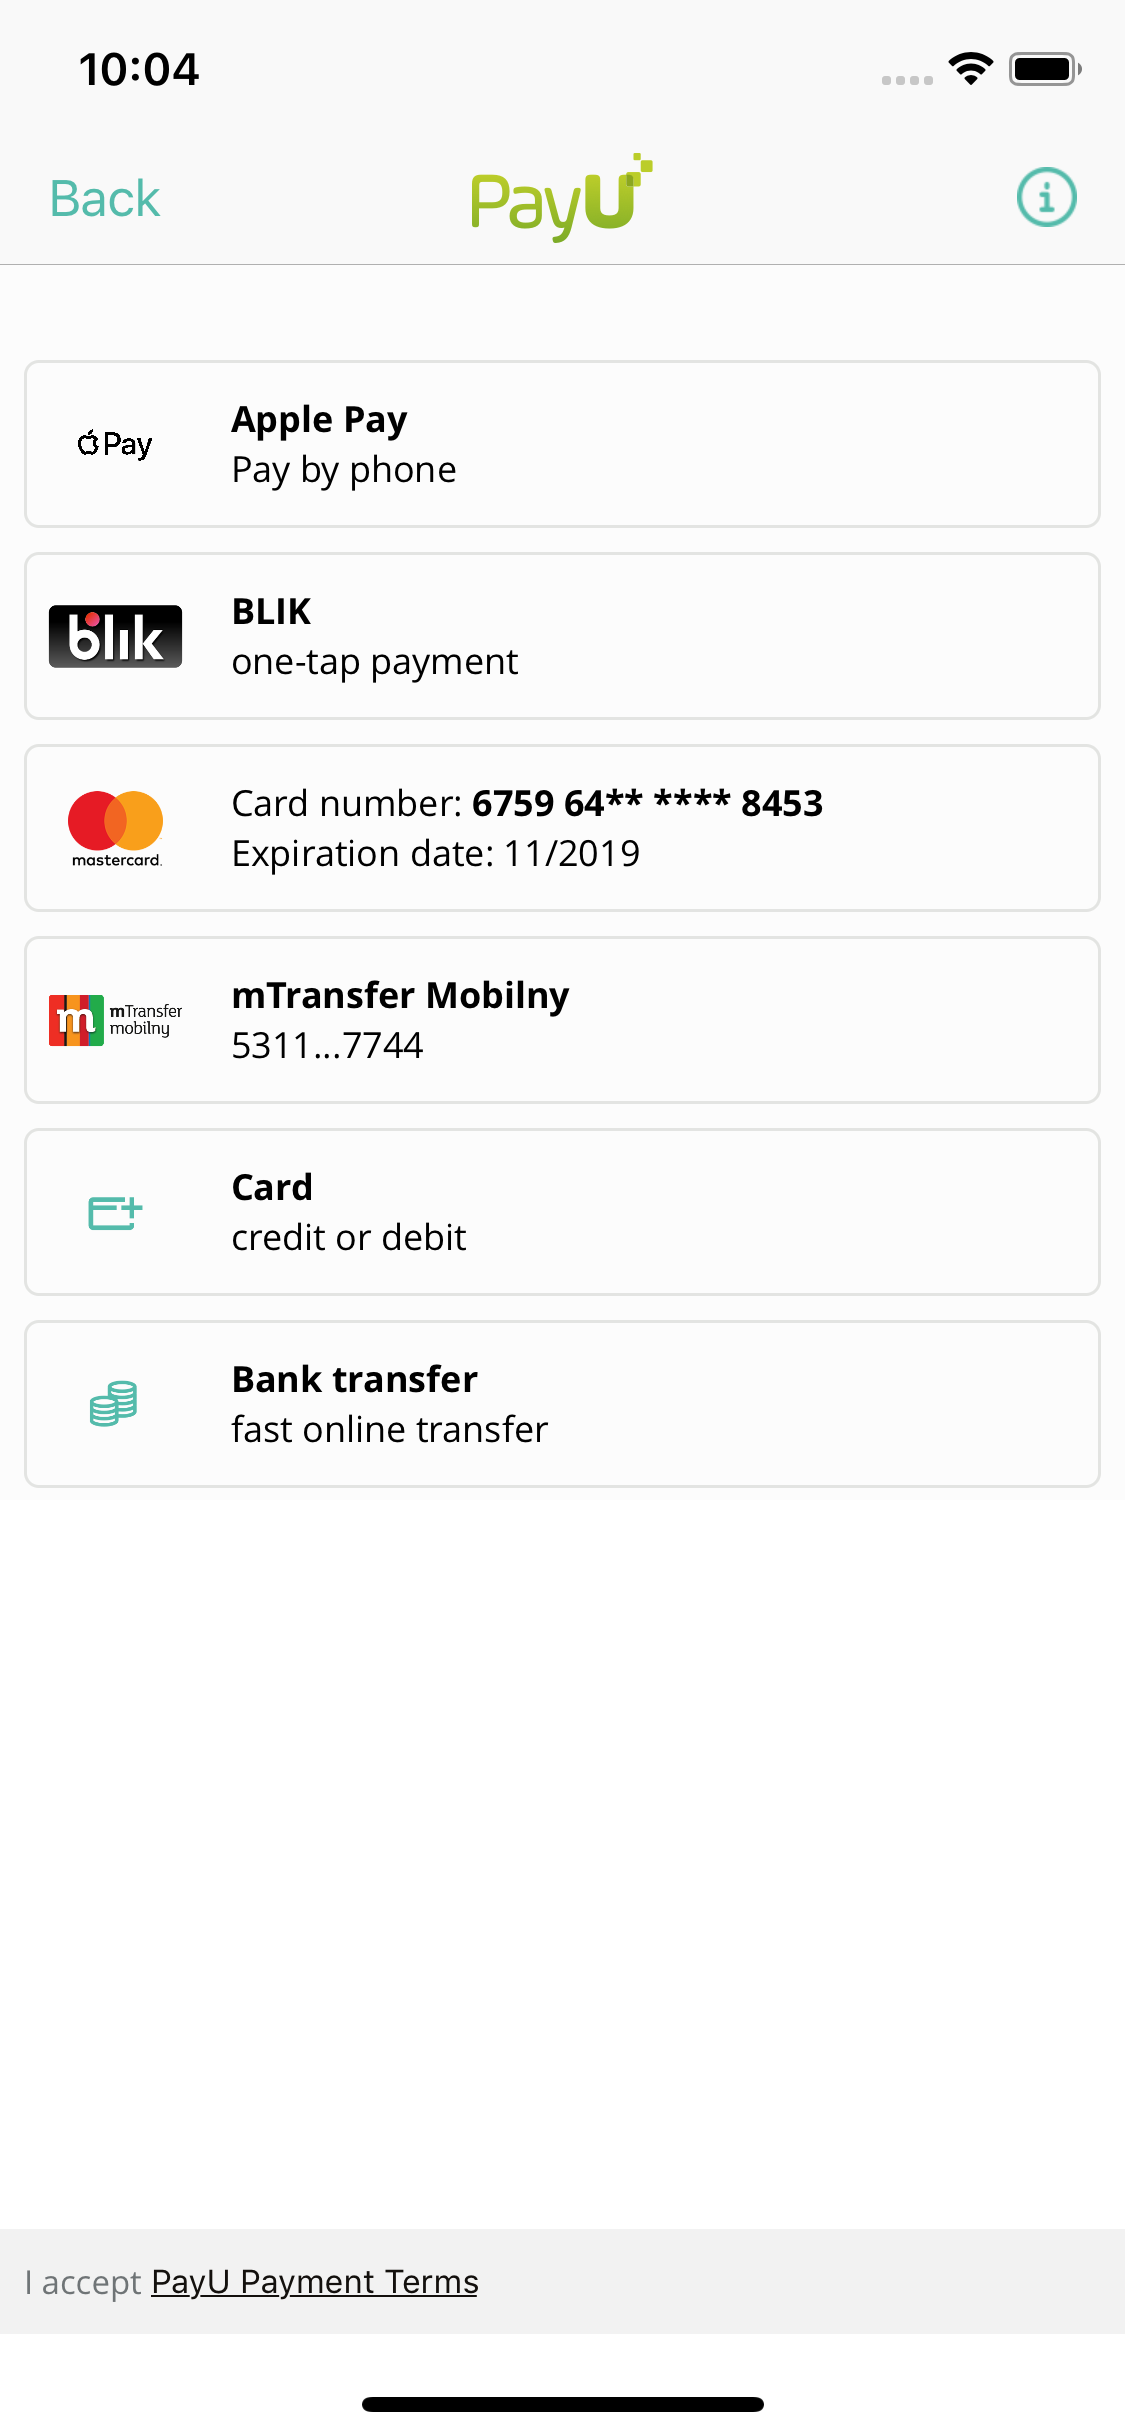 10:04
Back
PayU
Pay
Apple Pay
Pay by phone
blik
BLIK
one-tap payment
mastercard.
Card number: 6759 64** **** 8453
Expiration date: 11/2019
m
mTransfer
mobilny
mTransfer Mobilny
5311...7744
Card
credit or debit
Bank transfer
fast online transfer
I accept PayU Payment Terms